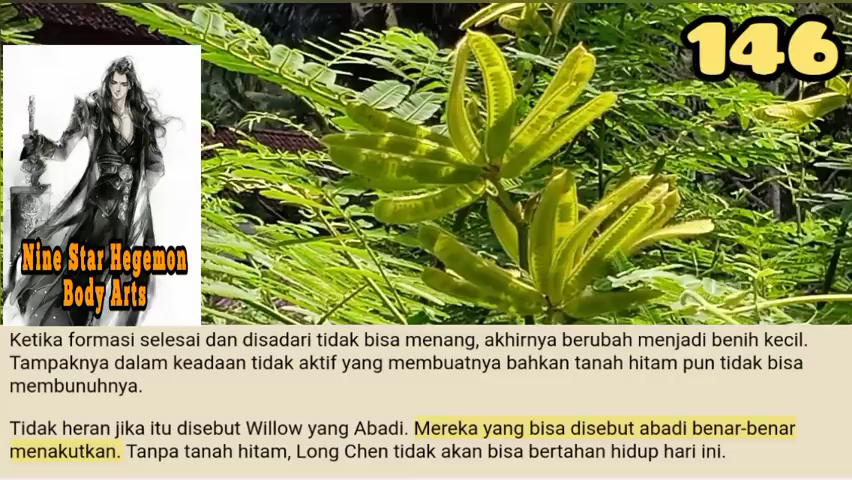 146
Nine Star Hegemon
Body Arts
Ketika formasi selesai dan disadari tidak bisa menang, akhirnya berubah menjadi benih kecil.
Tampaknya dalam keadaan tidak aktif yang membuatnya bahkan tanah hitam pun tidak bisa
membunuhnya.
Tidak heran jika itu disebut Willow yang Abadi. Mereka yang bisa disebut abadi benar-benar
menakutkan. Tanpa tanah hitam, Long Chen tidak akan bisa bertahan hidup hari ini.